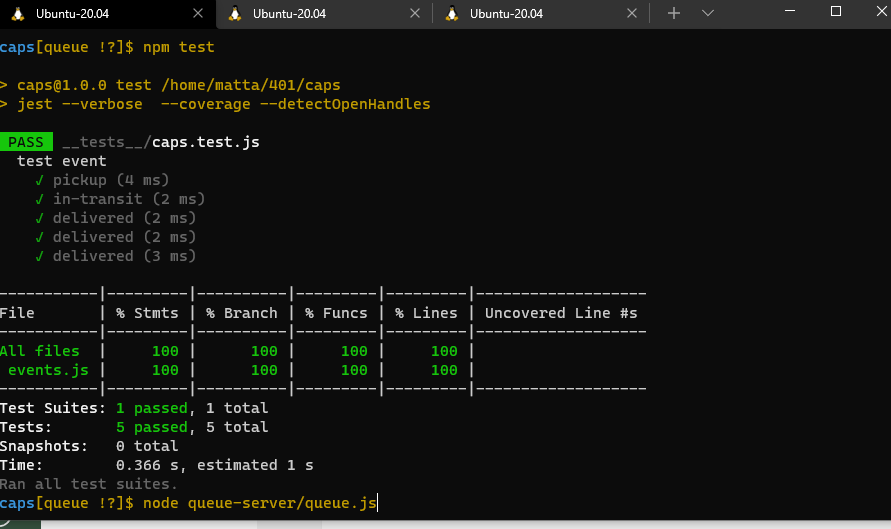 Ubuntu-20.04 Ubuntu-20.04 Ubuntu-20.04
caps[queue !?]$ npm test
> caps@1.0.0 test /home/matta/401/caps
> jest --verbose  --coverage --detectOpenHandles
PASS __tests__/caps.test.js
test event
✓ pickup (4 ms)
✓ in-transit (2 ms)
✓ delivered (2 ms)
✓ delivered (2 ms)
✓ delivered (3 ms)
-----------|---------|----------|---------|---------|-------------------
File       | % Stmts | % Branch | % Funcs | % Lines | Uncovered Line #s
-----------|---------|----------|---------|---------|-------------------
All files  |     100 |      100 |     100 |     100 |
 events.js |     100 |      100 |     100 |     100 |
-----------|---------|----------|---------|---------|-------------------
Test Suites: 1 passed, 1 total
Tests:       5 passed, 5 total
Snapshots:   0 total
Time:        0.366 s, estimated 1 s
Ran all test suites.
caps[queue !?]$ node queue-server/queue.js